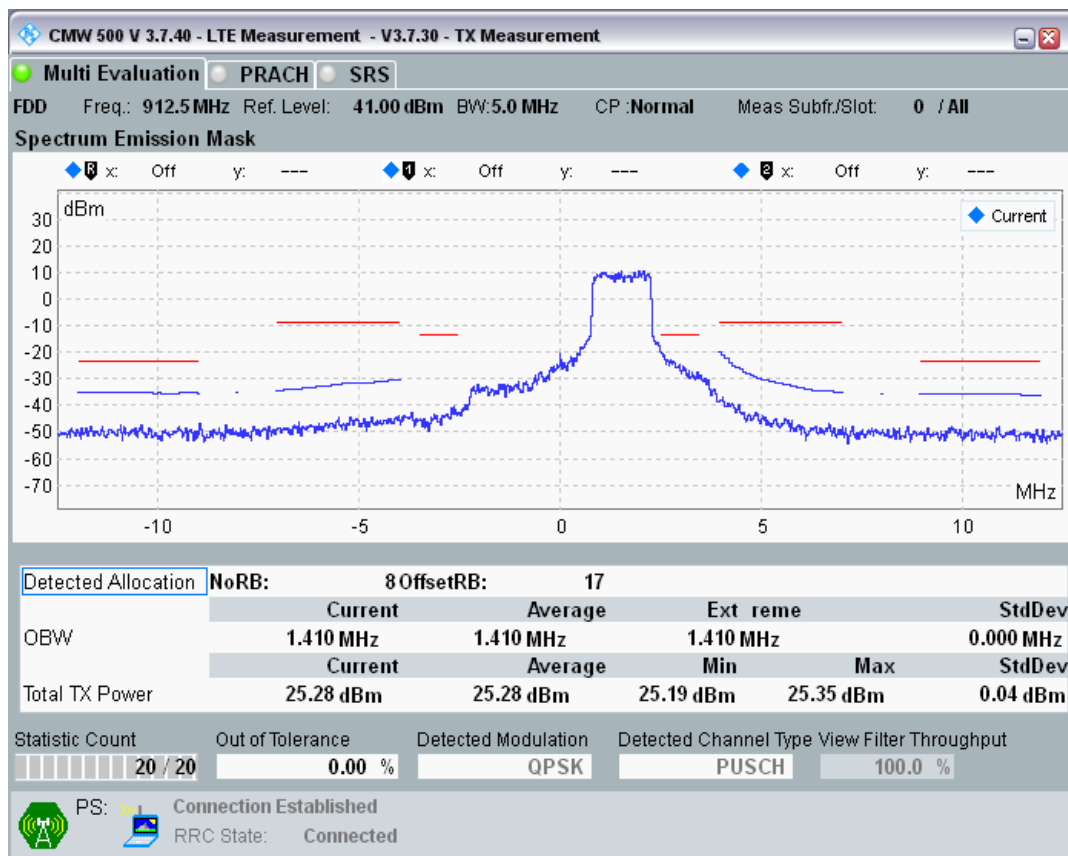 CMW 500 V 3.7.40 - LTE Measurement - V3.7.30 - TX Measurement
Multi Evaluation PRACH SRS
FDD Freq.: 912.5 MHz Ref. Level: 41.00 dBm BW:5.0 MHz CP :Normal Meas Subfr./Slot: 0 / All
Spectrum Emission Mask
R x: Off y: --- 1 x: Off y: --- 2 x: Off y: ---
dBm
Current
30
20
10
0
-10
-20
-30
-40
-50
-60
-70
MHz
-10 -5 0 5 10
Detected Allocation NoRB: 8 OffsetRB: 17
Current Average Ext reme StdDev
OBW 1.410 MHz 1.410 MHz 1.410 MHz 0.000 MHz
Current Average Min Max StdDev
Total TX Power 25.28 dBm 25.28 dBm 25.19 dBm 25.35 dBm 0.04 dBm
Statistic Count Out of Tolerance Detected Modulation Detected Channel Type View Filter Throughput
20 / 20 0.00 % QPSK PUSCH 100.0 %
PS: Connection Established
RRC State: Connected